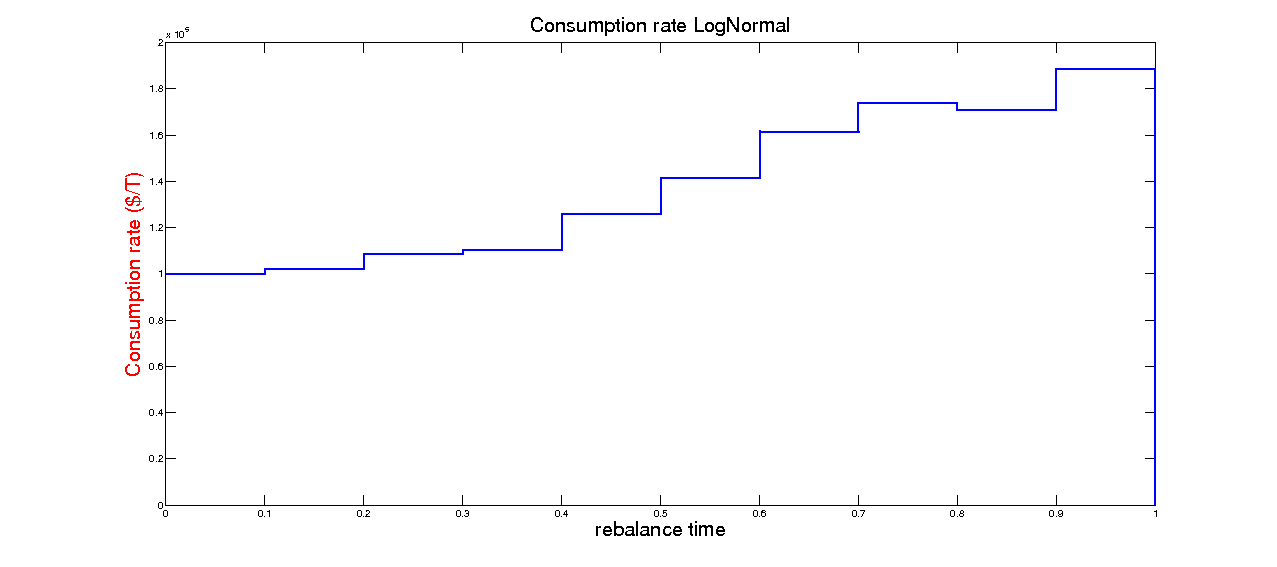 Consumption rate LogNormal
x 10^5
2
1.8
1.6
1.4
1.2
1
0.8
0.6
0.4
0.2
0
Consumption rate ($/T)
0 0.1 0.2 0.3 0.4 0.5 0.6 0.7 0.8 0.9 1
rebalance time